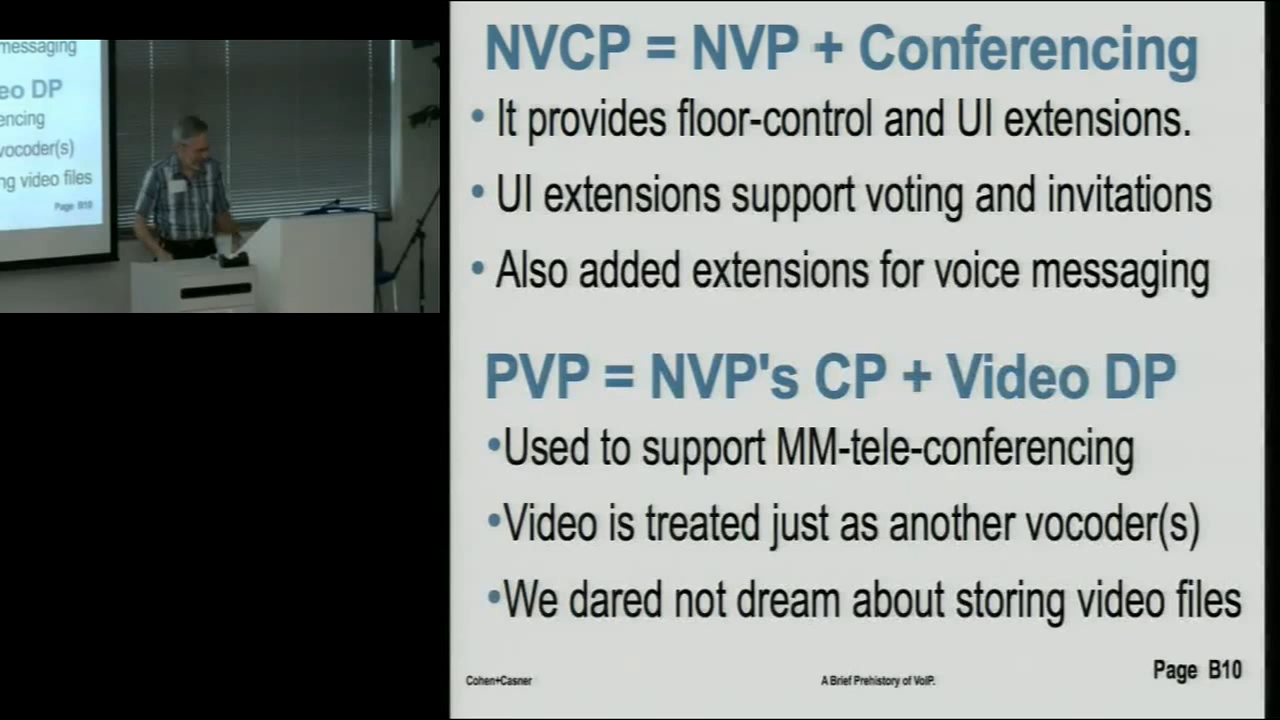 messaging
eo DP
encing
vocoder(s)
ng video files
Page B10
NVCP = NVP + Conferencing
• It provides floor-control and UI extensions.
• UI extensions support voting and invitations
• Also added extensions for voice messaging
PVP = NVP's CP + Video DP
•Used to support MM-tele-conferencing
•Video is treated just as another vocoder(s)
•We dared not dream about storing video files
Page B10
Cohen+Casner
A Brief Prehistory of VoIP.